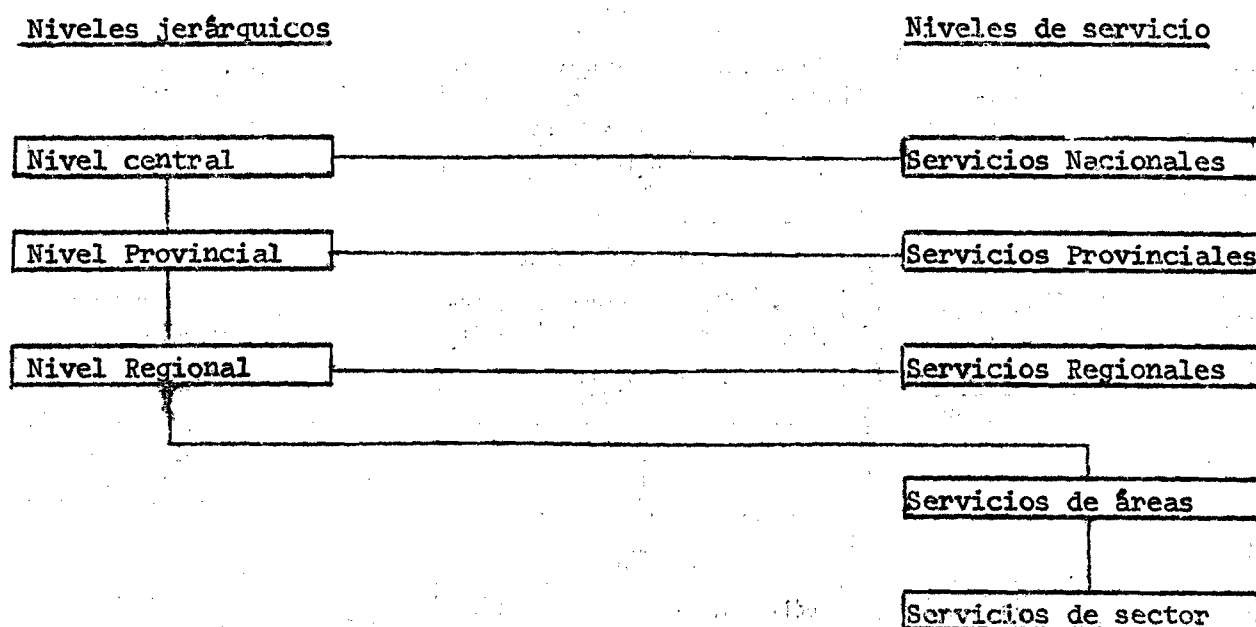 Niveles jerárquicos
Niveles de servicio
Nivel central
Servicios Nacionales
Nivel Provincial
Servicios Provinciales
Nivel Regional
Servicios Regionales
Servicios de áreas
Servicios de sector